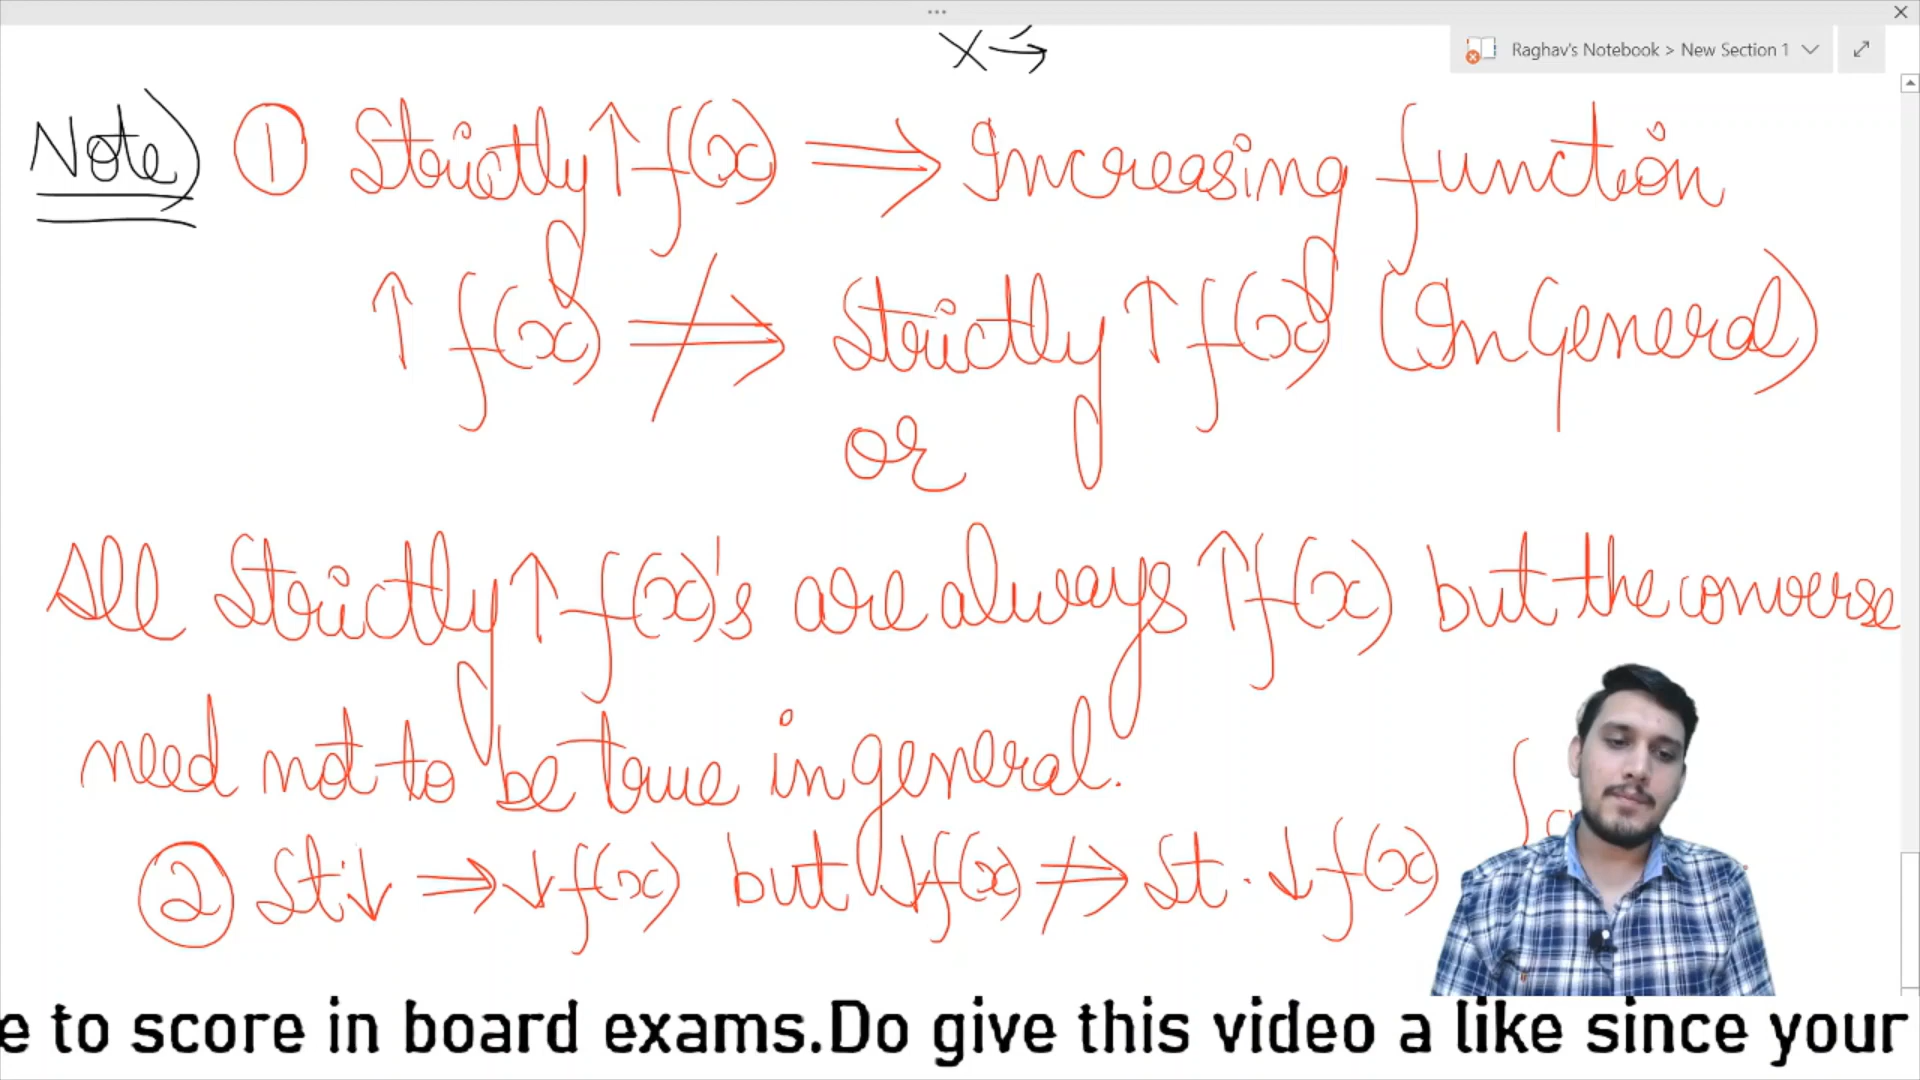 ...
X →
Raghav's Notebook > New Section 1
Note) ① Strictly ↑ f(x) ⟹ Increasing function
↑ f(x) ⇏ Strictly ↑ f(x) (In General)
or
All Strictly ↑ f(x)'s are always ↑ f(x) but the converse
need not to be true in general.
② St. ↓ ⟹ ↓ f(x) but ↓ f(x) ⇏ St. ↓ f(x)
e to score in board exams.Do give this video a like since your